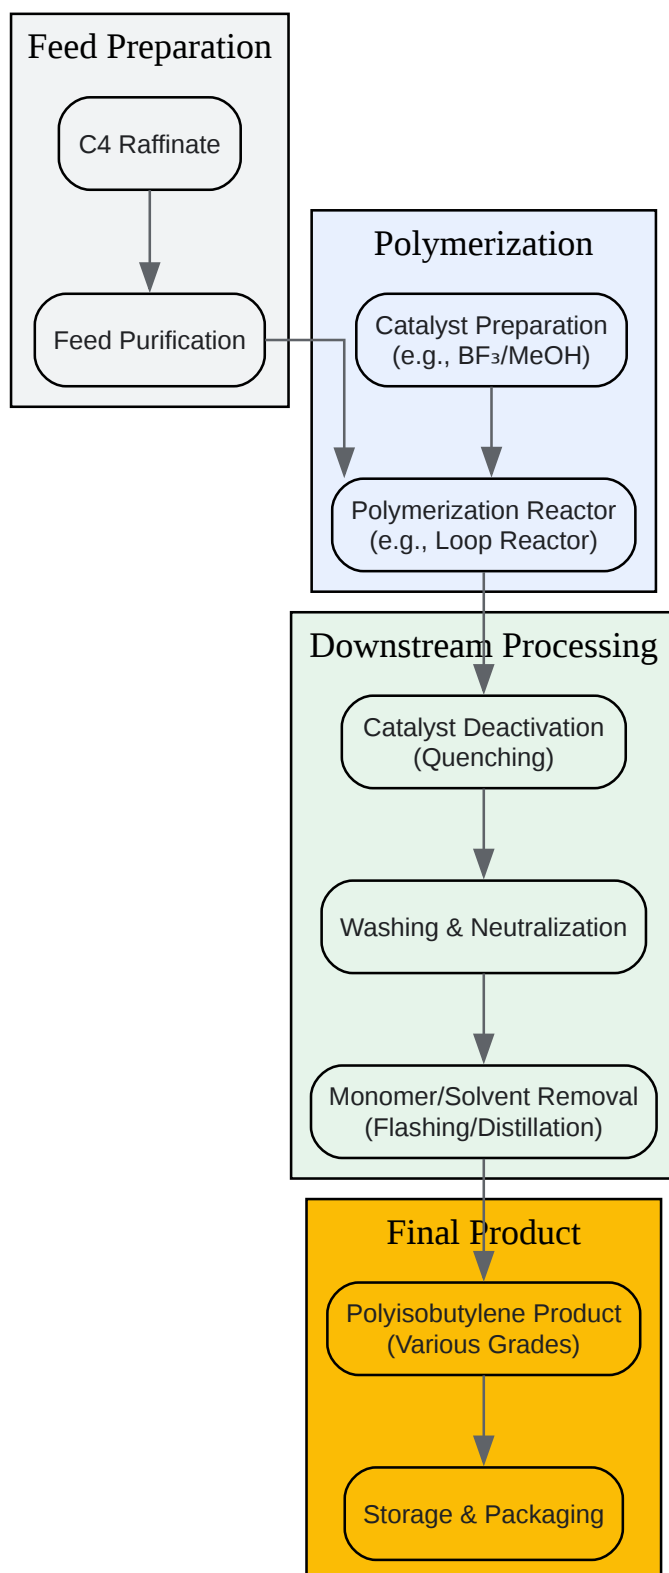 Feed Preparation
C4 Raffinate
Feed Purification
Polymerization
Catalyst Preparation
(e.g., BF₃/MeOH)
Polymerization Reactor
(e.g., Loop Reactor)
Downstream Processing
Catalyst Deactivation
(Quenching)
Washing & Neutralization
Monomer/Solvent Removal
(Flashing/Distillation)
Final Product
Polyisobutylene Product
(Various Grades)
Storage & Packaging